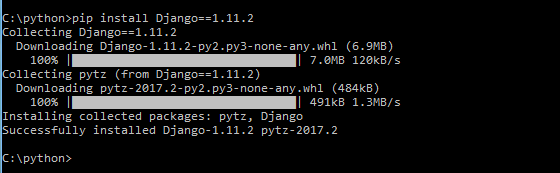 C:\python>pip install Django==1.11.2
Collecting Django==1.11.2
Downloading Django-1.11.2-py2.py3-none-any.whl (6.9MB)
100% || 7.0MB 120kB/s
Collecting pytz (from Django==1.11.2)
Downloading pytz-2017.2-py2.py3-none-any.whl (484kB)
100% || 491kB 1.3MB/s
Installing collected packages: pytz, Django
Successfully installed Django-1.11.2 pytz-2017.2
C:\python>